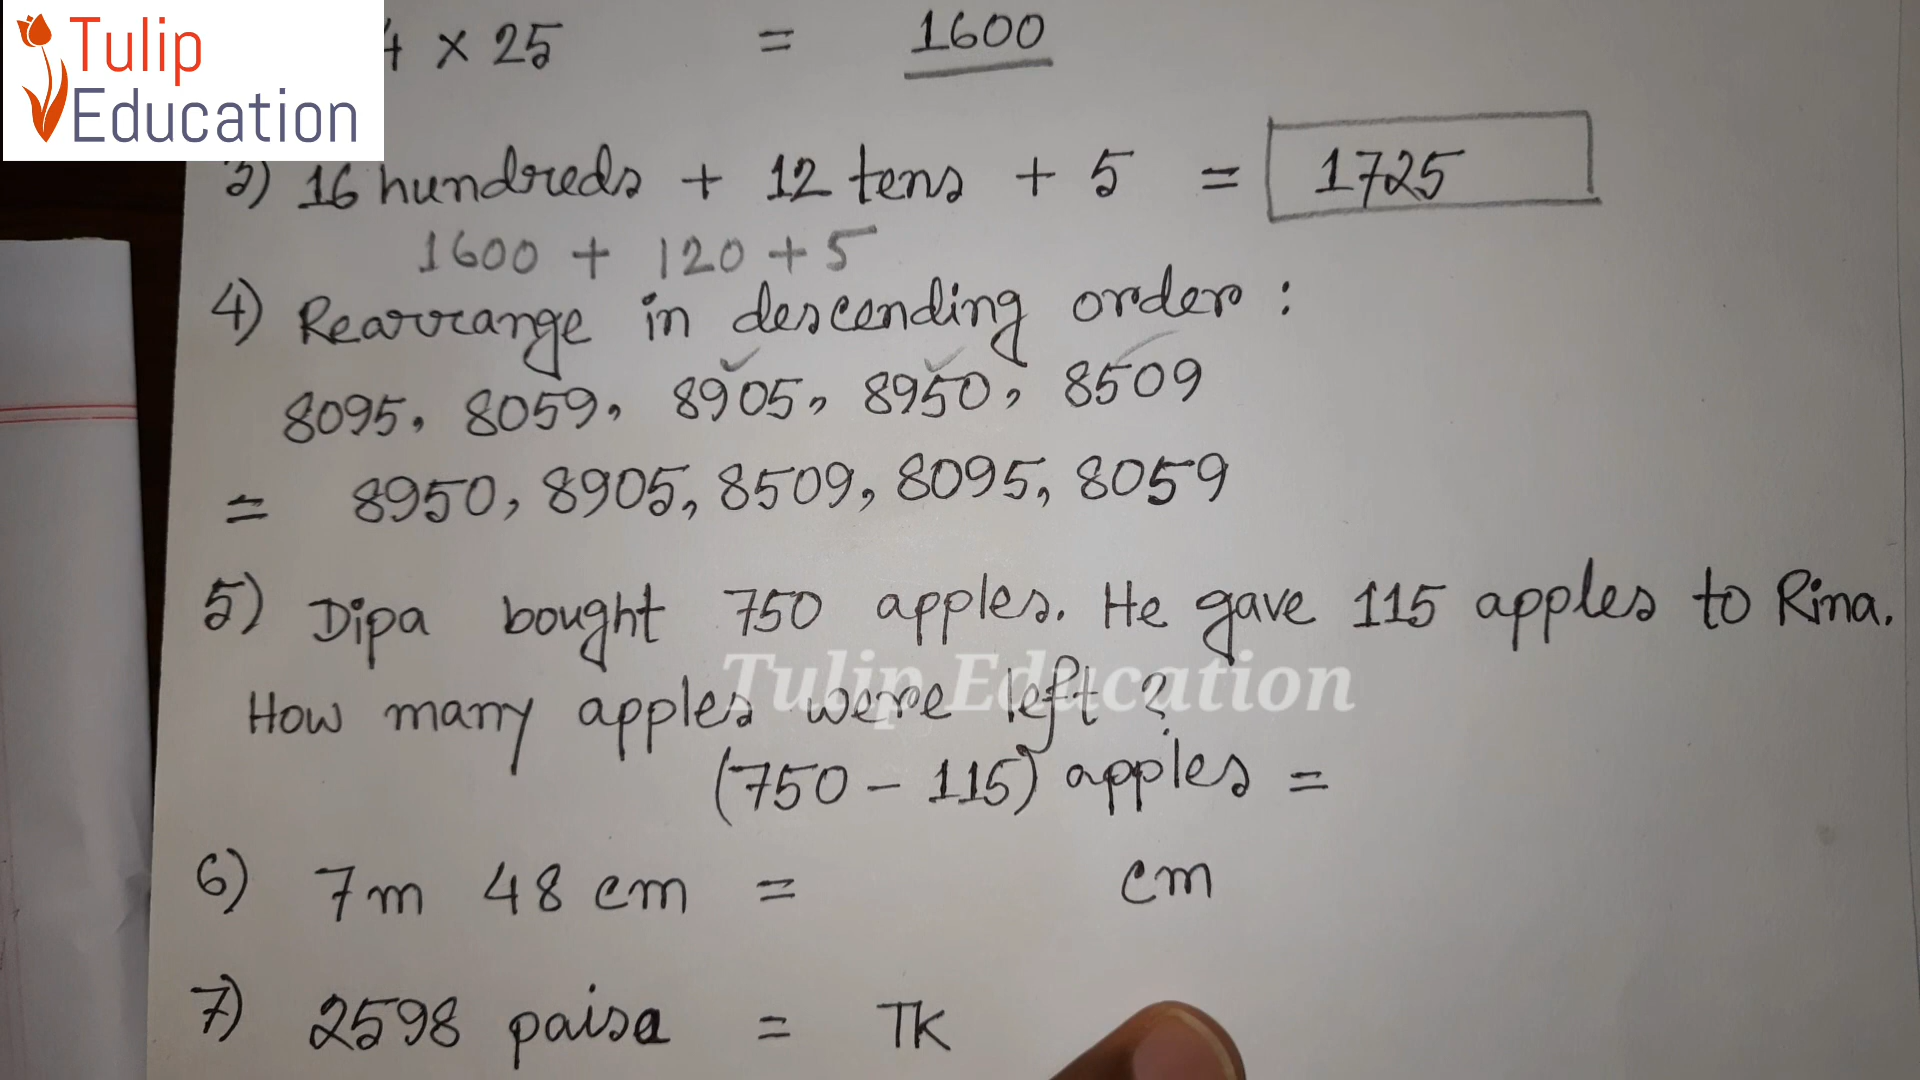 Tulip
Education
4 × 25 = 1600
3) 16 hundreds + 12 tens + 5 = 1725
1600 + 120 + 5
4) Rearrange in descending order :
8095, 8059, 8905, 8950, 8509
= 8950, 8905, 8509, 8095, 8059
5) Dipa bought 750 apples. He gave 115 apples to Rina.
Tulip Education
How many apples were left ?
(750 - 115) apples =
6) 7m 48 cm = cm
7) 2598 paisa = Tk